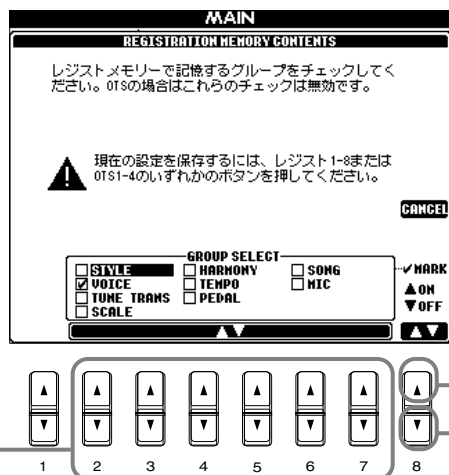 MAIN
REGISTRATION MEMORY CONTENTS
レジストメモリーで記憶するグループをチェックしてく
ださい。OTSの場合はこれらのチェックは無効です。
現在の設定を保存するには、レジスト1-8または
OTS1-4のいずれかのボタンを押してください。
CANCEL
GROUP SELECT
STYLE HARMONY SONG
VOICE TEMPO MIC
TUNE TRANS PEDAL
SCALE
MARK
▲ON
▼OFF
▲▼ ▲▼
1 2 3 4 5 6 7 8